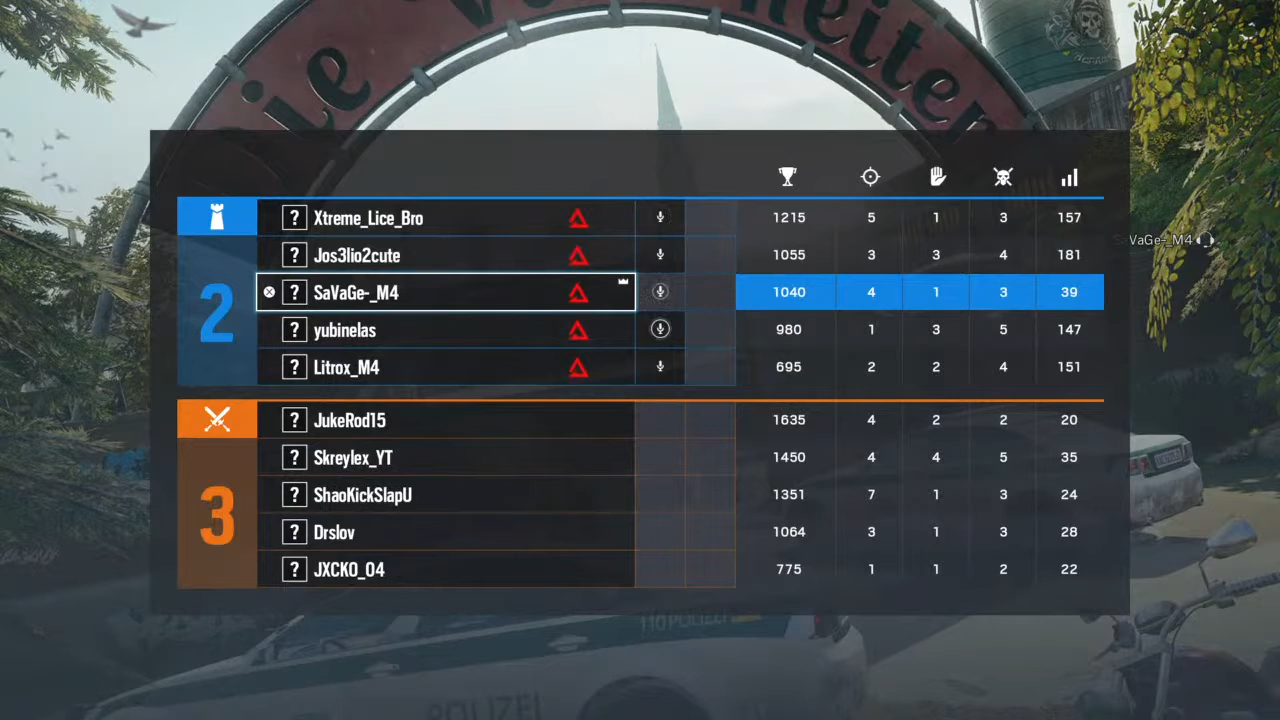 VaGe-_M4
? Xtreme_Lice_Bro 1215 5 1 3 157
? Jos3lio2cute 1055 3 3 4 181
2
? SaVaGe-_M4 1040 4 1 3 39
? yubinelas 980 1 3 5 147
? Litrox_M4 695 2 2 4 151
? JukeRod15 1635 4 2 2 20
? Skreylex_YT 1450 4 4 5 35
3
? ShaoKickSlapU 1351 7 1 3 24
? Drslov 1064 3 1 3 28
? JXCKO_04 775 1 1 2 22
110 POLIZEI
POLIZEI